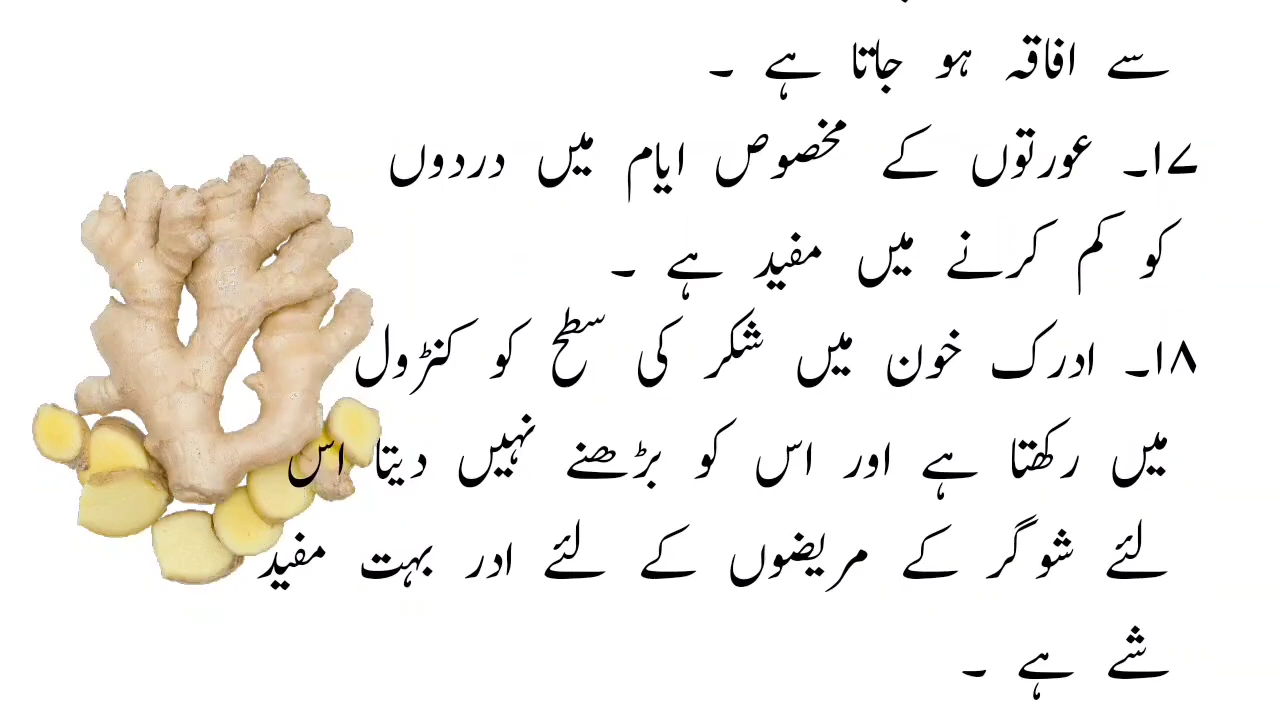 سے افاقہ ہو جاتا ہے ۔
۱۷۔ عورتوں کے مخصوص ایام میں دردوں
کو کم کرنے میں مفید ہے ۔
۱۸۔ ادرک خون میں شکر کی سطح کو کنڑول
میں رکھتا ہے اور اس کو بڑھنے نہیں دیتا اس
لئے شوگر کے مریضوں کے لئے ادر بہت مفید
شے ہے ۔